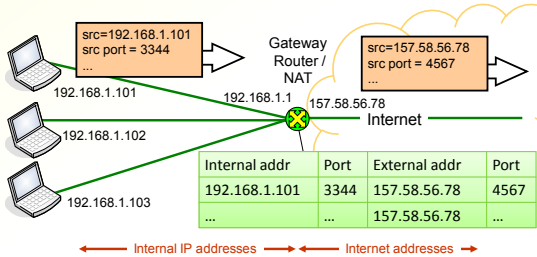 src=192.168.1.101
src port = 3344
...
Gateway
Router /
NAT
src=157.58.56.78
src port = 4567
...
192.168.1.101
192.168.1.1
157.58.56.78
Internet
192.168.1.102
192.168.1.103
Internal addr Port External addr Port
192.168.1.101 3344 157.58.56.78 4567
... ... 157.58.56.78 ...
Internal IP addresses
Internet addresses